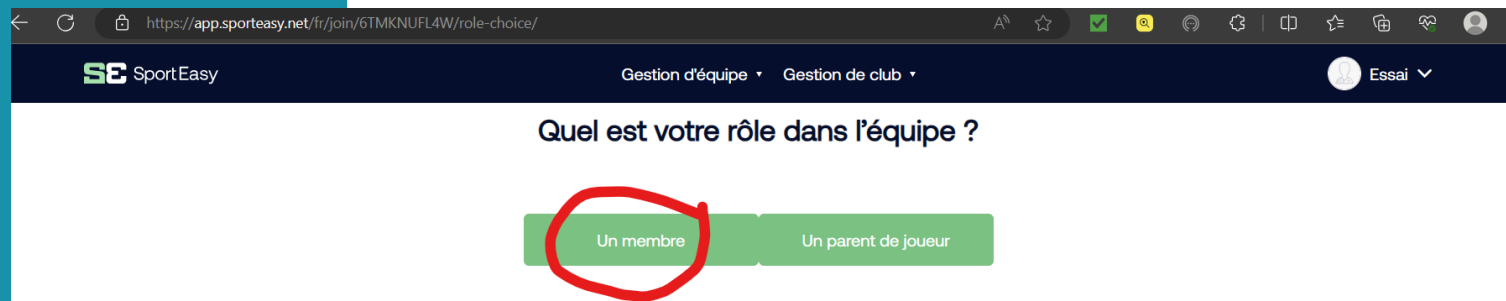 https://app.sporteasy.net/fr/join/6TMKNUFL4W/role-choice/
SE SportEasy Gestion d'équipe Gestion de club Essai
Quel est votre rôle dans l'équipe ?
Un membre Un parent de joueur